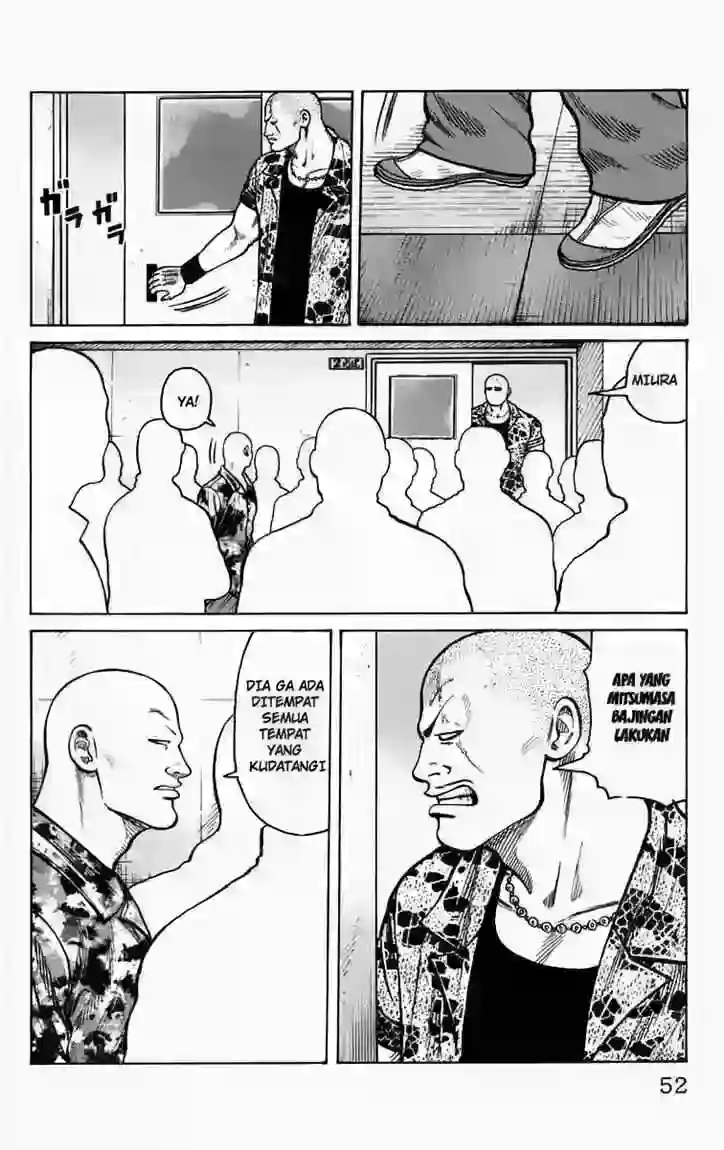 ガラ
ガラ
MIURA
YA!
APA YANG
MITSUMASA
BAJINGAN
LAKUKAN
DIA GA ADA
DITEMPAT
SEMUA
TEMPAT
YANG
KUDATANGI
52